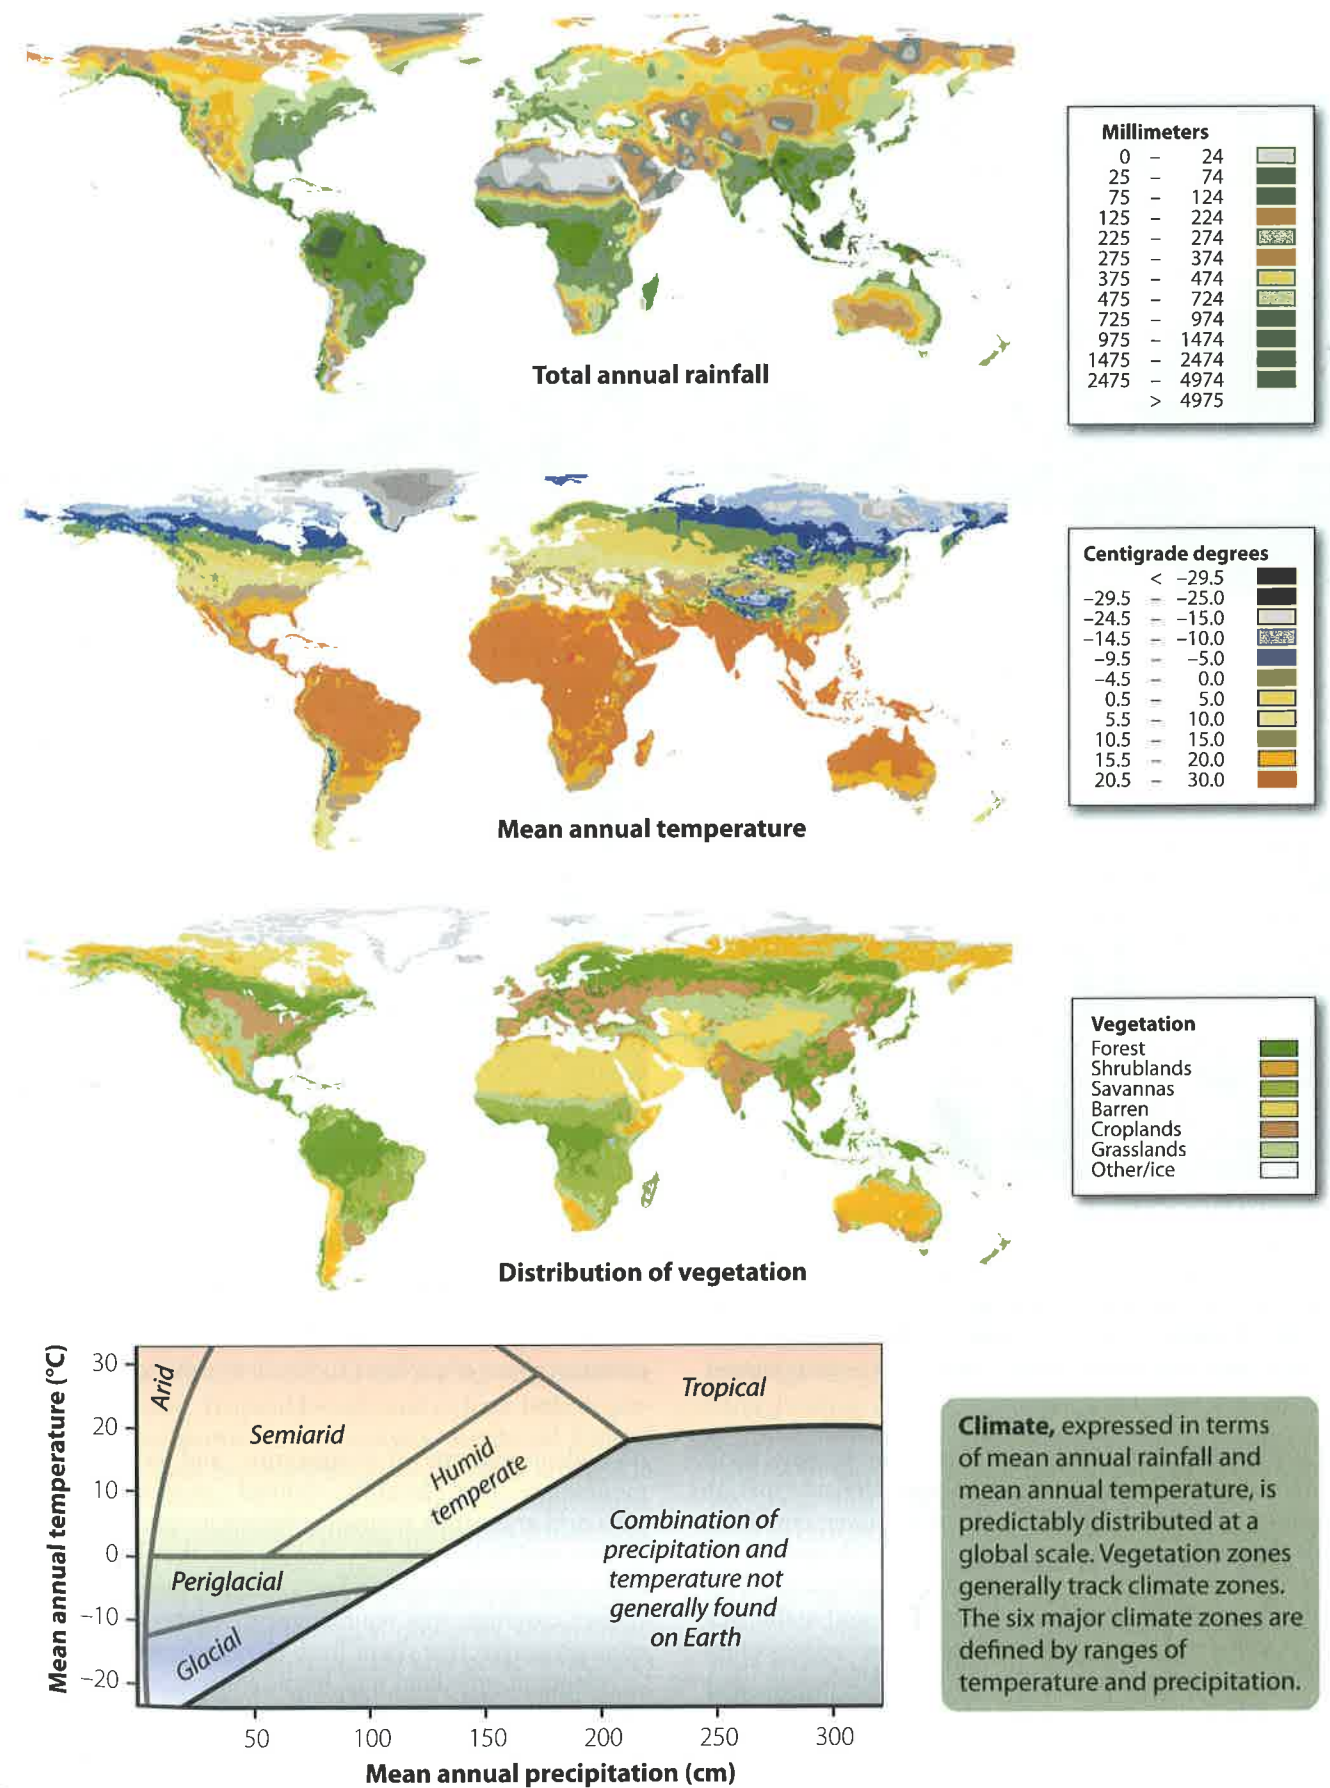 Millimeters
0 – 24
25 – 74
75 – 124
125 – 224
225 – 274
275 – 374
375 – 474
475 – 724
725 – 974
975 – 1474
1475 – 2474
2475 – 4974
> 4975
Total annual rainfall
Centigrade degrees
< –29.5
–29.5 – –25.0
–24.5 – –15.0
–14.5 – –10.0
–9.5 – –5.0
–4.5 – 0.0
0.5 – 5.0
5.5 – 10.0
10.5 – 15.0
15.5 – 20.0
20.5 – 30.0
Mean annual temperature
Vegetation
Forest
Shrublands
Savannas
Barren
Croplands
Grasslands
Other/ice
Distribution of vegetation
Mean annual temperature (°C)
30
20
10
0
–10
–20
Arid
Semiarid
Humid
temperate
Tropical
Periglacial
Glacial
Combination of
precipitation and
temperature not
generally found
on Earth
50 100 150 200 250 300
Mean annual precipitation (cm)
Climate, expressed in terms
of mean annual rainfall and
mean annual temperature, is
predictably distributed at a
global scale. Vegetation zones
generally track climate zones.
The six major climate zones are
defined by ranges of
temperature and precipitation.